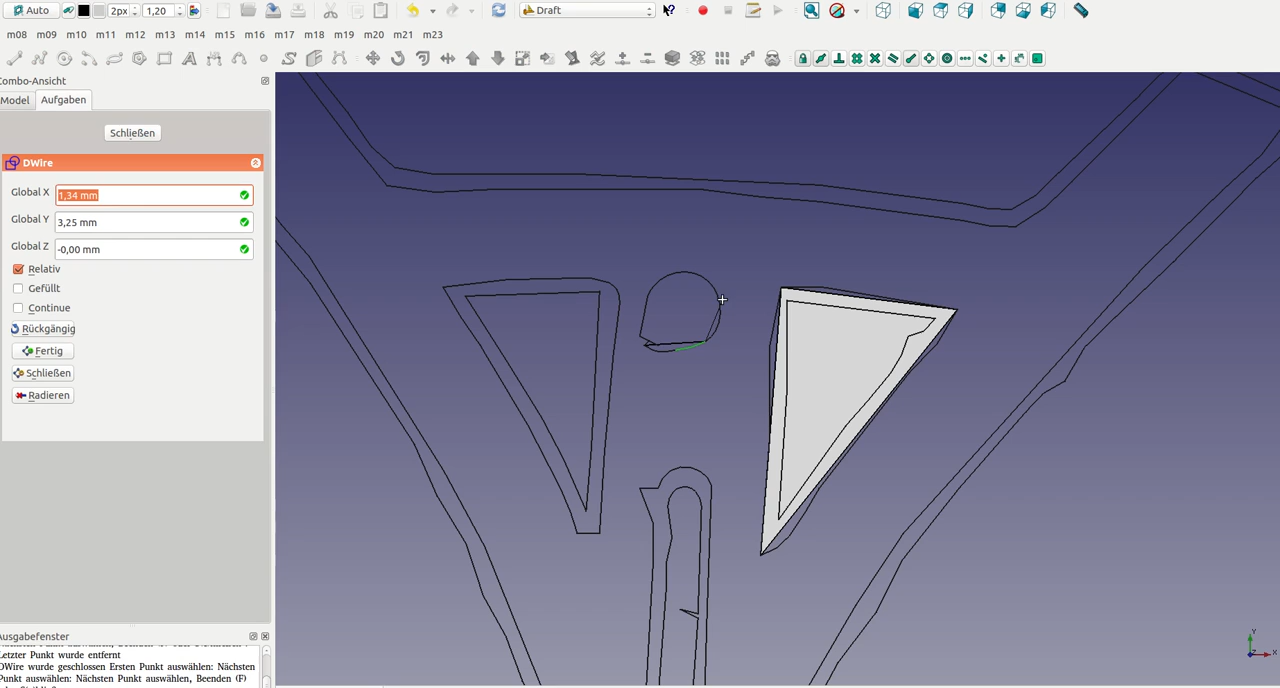 Auto 2px 1,20 Draft
m08 m09 m10 m11 m12 m13 m14 m15 m16 m17 m18 m19 m20 m21 m23
Combo-Ansicht
Model Aufgaben
Schließen
DWire
Global X 1,34 mm
Global Y 3,25 mm
Global Z -0,00 mm
Relativ
Gefüllt
Continue
Rückgängig
Fertig
Schließen
Radieren
Ausgabefenster
Letzter Punkt wurde entfernt
DWire wurde geschlossen Ersten Punkt auswählen: Nächsten
Punkt auswählen: Nächsten Punkt auswählen, Beenden (F)
Y
Z X